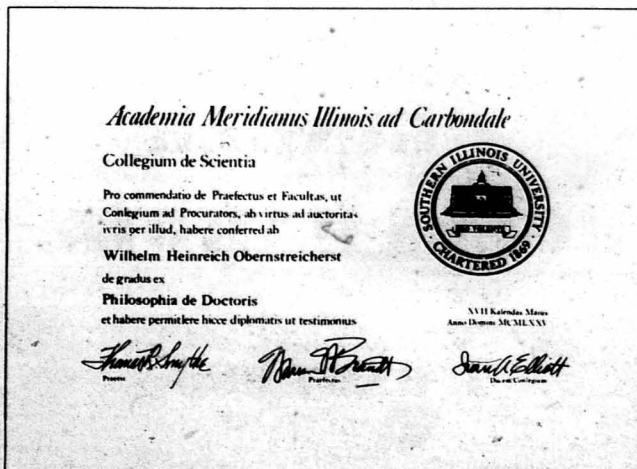 Academia Meridianus Illinois ad Carbondale
Collegium de Scientia
Pro commendatio de Praefectus et Facultas, ut
Conlegium ad Procurators, ab virtus ad auctoritas
ivris per illud, habere conferred ab
Wilhelm Heinreich Obernstreicherst
de gradus ex
Philosophia de Doctoris
et habere permitlere hicce diplomatis ut testimonius
SOUTHERN ILLINOIS UNIVERSITY
CHARTERED 1869
XVII Kalendas Maius
Anno Domini MCMLXXV
Praefectus